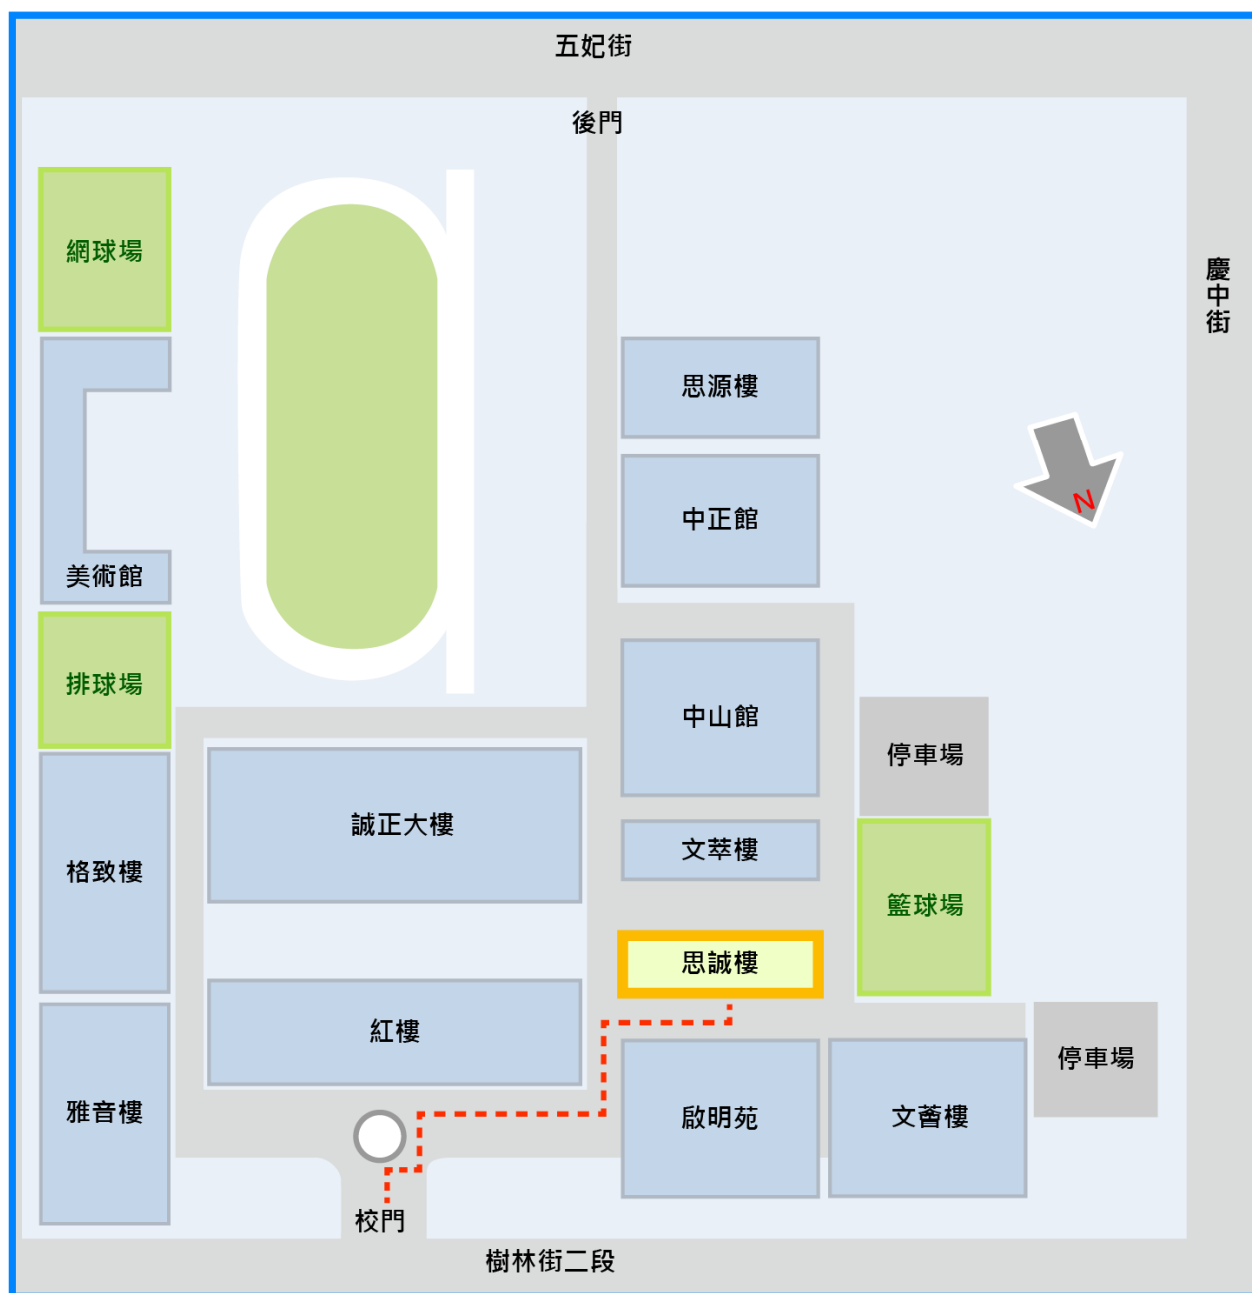 五妃街
後門
網球場
慶中街
思源樓
中正館
N
美術館
排球場
中山館
停車場
誠正大樓
文萃樓
格致樓
籃球場
思誠樓
紅樓
停車場
雅音樓
啟明苑
文薈樓
校門
樹林街二段